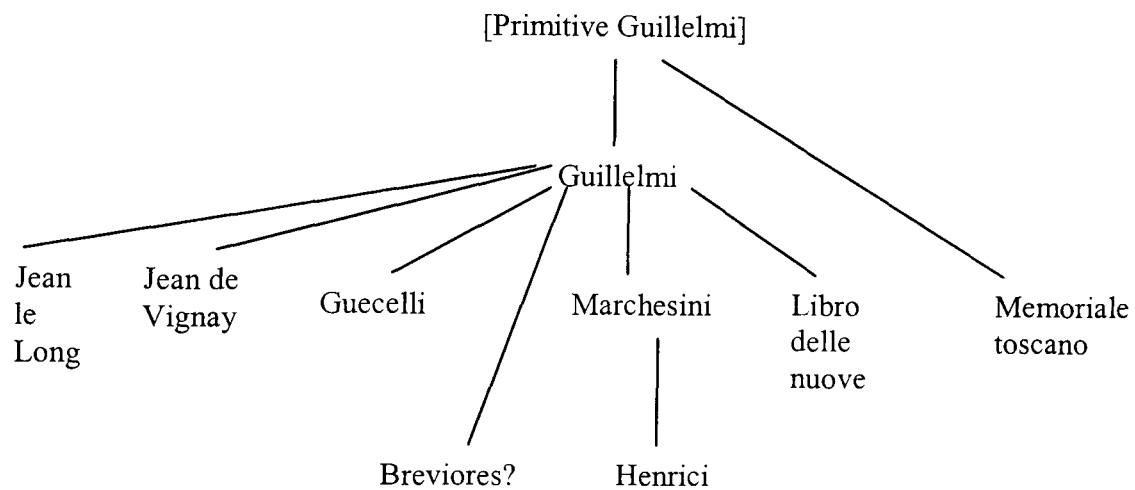 [Primitive Guillelmi]
Guillelmi
Jean
le
Long
Jean de
Vignay
Guecelli
Marchesini
Libro
delle
nuove
Memoriale
toscano
Breviores?
Henrici